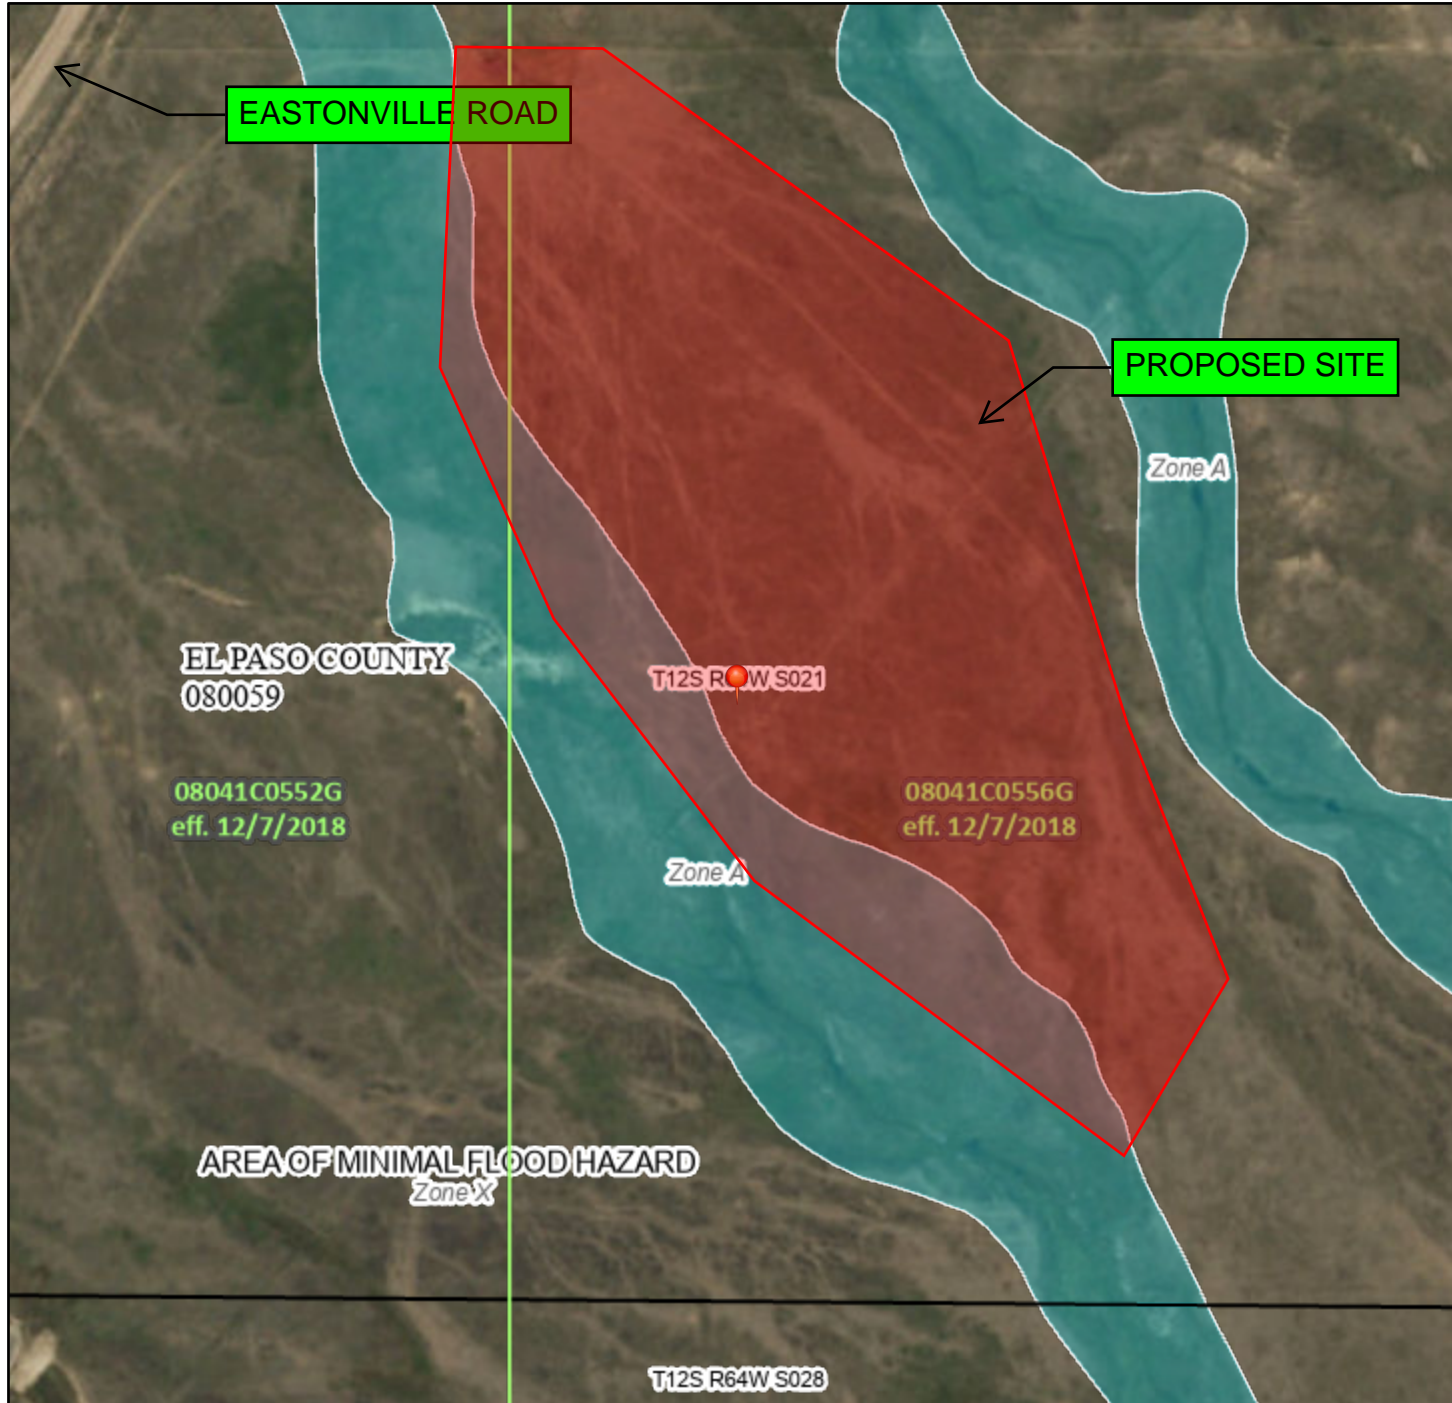 EASTONVILLE ROAD
PROPOSED SITE
Zone A
EL PASO COUNTY
080059
T12S R W S021
08041C0552G
eff. 12/7/2018
08041C0556G
eff. 12/7/2018
Zone A
AREA OF MINIMAL FLOOD HAZARD
Zone X
T12S R64W S028